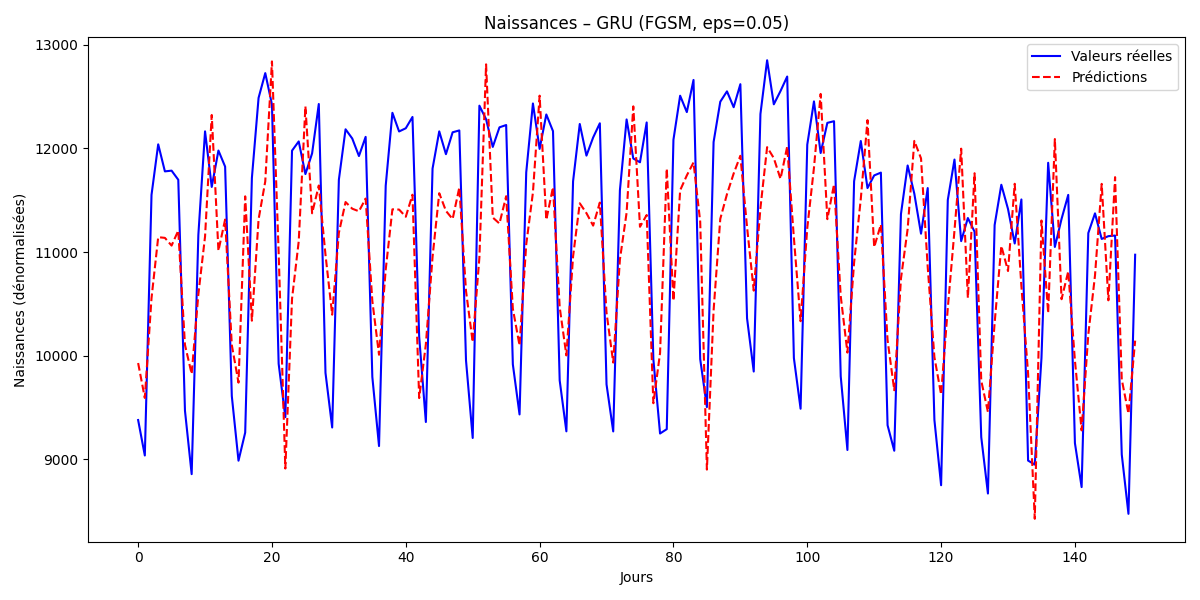 Naissances – GRU (FGSM, eps=0.05)
Valeurs réelles
Prédictions
Naissances (dénormalisées)
13000
12000
11000
10000
9000
0 20 40 60 80 100 120 140
Jours